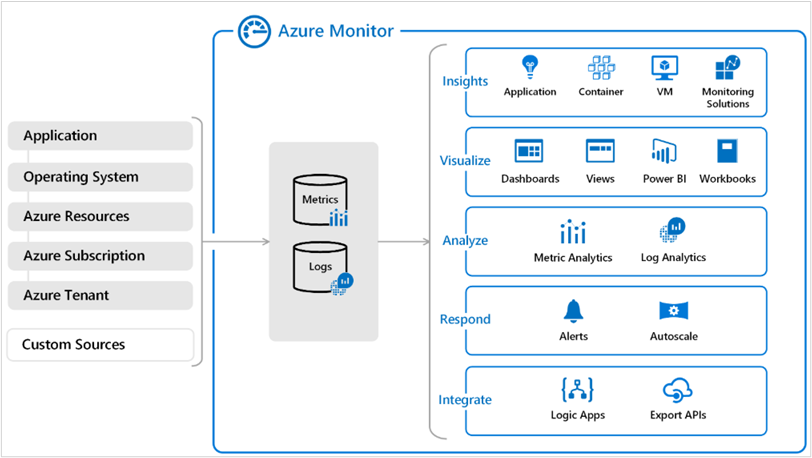 Azure Monitor
Application
Operating System
Azure Resources
Azure Subscription
Azure Tenant
Custom Sources
Metrics
Logs
Insights
Application
Container
VM
Monitoring
Solutions
Visualize
Dashboards
Views
Power BI
Workbooks
Analyze
Metric Analytics
Log Analytics
Respond
Alerts
Autoscale
Integrate
Logic Apps
Export APIs